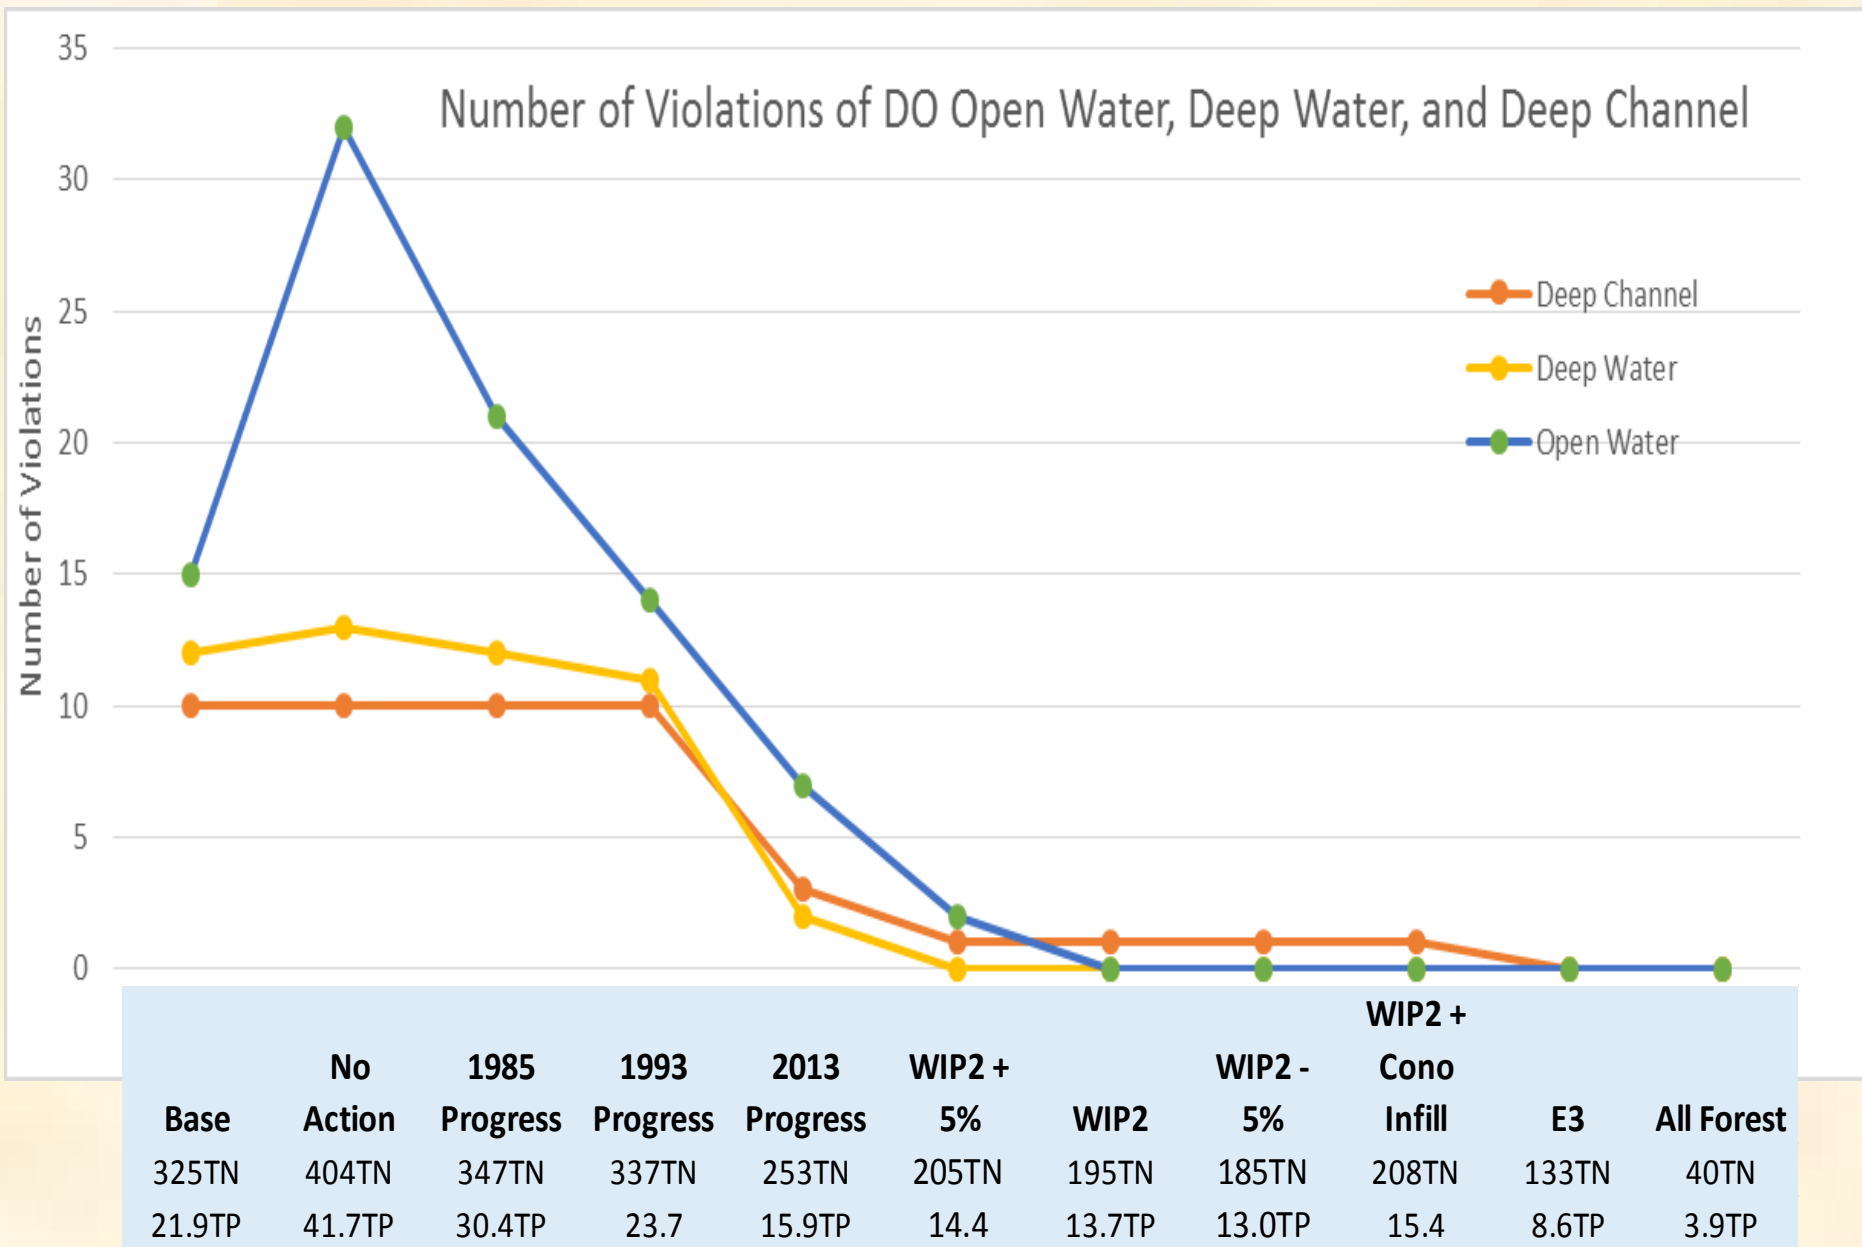 Number of Violations of DO Open Water, Deep Water, and Deep Channel
Number of Violations
35
30
25
20
15
10
5
0
Deep Channel
Deep Water
Open Water
WIP2 +
No 1985 1993 2013 WIP2 + WIP2 - Cono
Base Action Progress Progress Progress 5% WIP2 5% Infill E3 All Forest
325TN 404TN 347TN 337TN 253TN 205TN 195TN 185TN 208TN 133TN 40TN
21.9TP 41.7TP 30.4TP 23.7 15.9TP 14.4 13.7TP 13.0TP 15.4 8.6TP 3.9TP